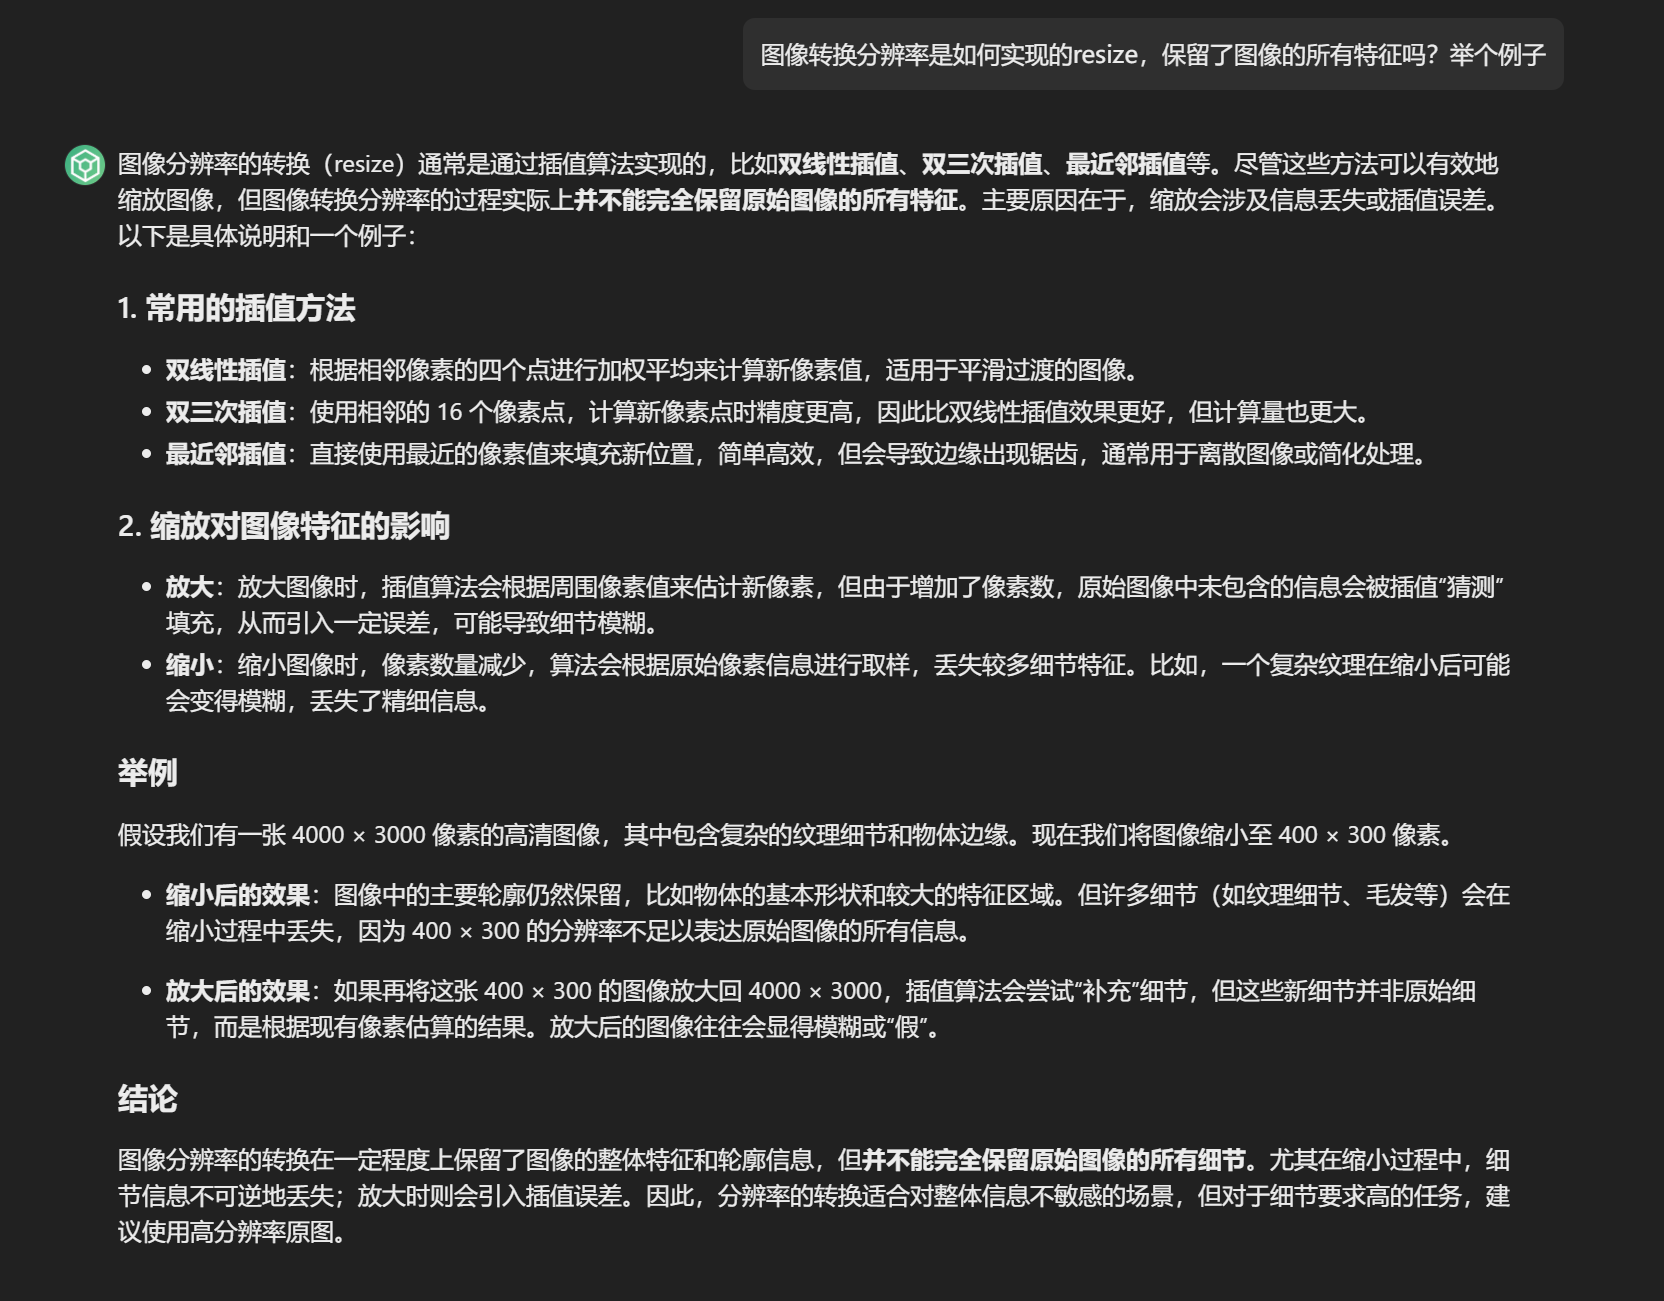 图像转换分辨率是如何实现的resize，保留了图像的所有特征吗？举个例子
图像分辨率的转换（resize）通常是通过插值算法实现的，比如双线性插值、双三次插值、最近邻插值等。尽管这些方法可以有效地
缩放图像，但图像转换分辨率的过程实际上并不能完全保留原始图像的所有特征。主要原因在于，缩放会涉及信息丢失或插值误差。
以下是具体说明和一个例子：
1. 常用的插值方法
• 双线性插值：根据相邻像素的四个点进行加权平均来计算新像素值，适用于平滑过渡的图像。
• 双三次插值：使用相邻的 16 个像素点，计算新像素点时精度更高，因此比双线性插值效果更好，但计算量也更大。
• 最近邻插值：直接使用最近的像素值来填充新位置，简单高效，但会导致边缘出现锯齿，通常用于离散图像或简化处理。
2. 缩放对图像特征的影响
• 放大：放大图像时，插值算法会根据周围像素值来估计新像素，但由于增加了像素数，原始图像中未包含的信息会被插值“猜测”
填充，从而引入一定误差，可能导致细节模糊。
• 缩小：缩小图像时，像素数量减少，算法会根据原始像素信息进行取样，丢失较多细节特征。比如，一个复杂纹理在缩小后可能
会变得模糊，丢失了精细信息。
举例
假设我们有一张 4000 × 3000 像素的高清图像，其中包含复杂的纹理细节和物体边缘。现在我们将图像缩小至 400 × 300 像素。
• 缩小后的效果：图像中的主要轮廓仍然保留，比如物体的基本形状和较大的特征区域。但许多细节（如纹理细节、毛发等）会在
缩小过程中丢失，因为 400 × 300 的分辨率不足以表达原始图像的所有信息。
• 放大后的效果：如果再将这张 400 × 300 的图像放大回 4000 × 3000，插值算法会尝试“补充”细节，但这些新细节并非原始细
节，而是根据现有像素估算的结果。放大后的图像往往会显得模糊或“假”。
结论
图像分辨率的转换在一定程度上保留了图像的整体特征和轮廓信息，但并不能完全保留原始图像的所有细节。尤其在缩小过程中，细
节信息不可逆地丢失；放大时则会引入插值误差。因此，分辨率的转换适合对整体信息不敏感的场景，但对于细节要求高的任务，建
议使用高分辨率原图。